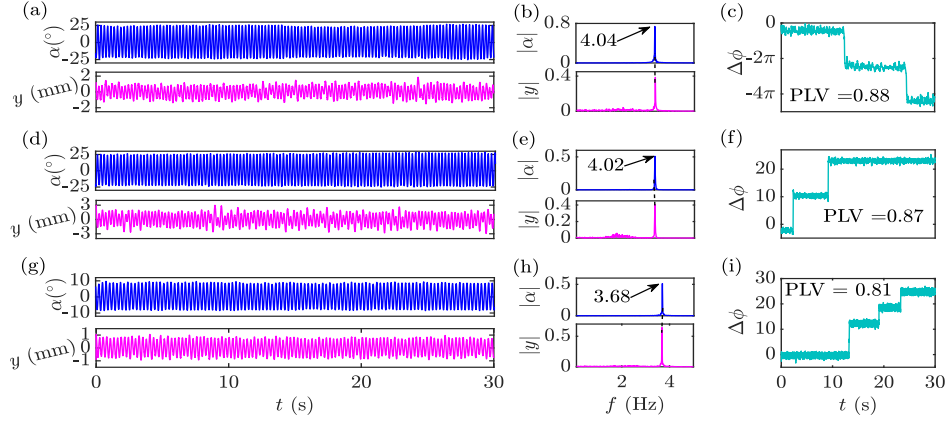 (a)
α(°)
25
0
-25
y (mm)
2
0
-2
(b)
|α|
0.8
0
4.04
|y|
0.4
0
(c)
Δϕ
0
-2π
-4π
PLV =0.88
(d)
α(°)
25
0
-25
y (mm)
3
0
-3
(e)
|α|
0.5
0
4.02
|y|
0.4
0.2
0
(f)
Δϕ
20
10
0
PLV =0.87
(g)
α(°)
10
0
-10
y (mm)
1
0
-1
0
10
20
30
t (s)
(h)
|α|
0.5
0
3.68
|y|
0.5
0
2
4
f (Hz)
(i)
Δϕ
30
20
10
0
PLV = 0.81
0
10
20
30
t (s)